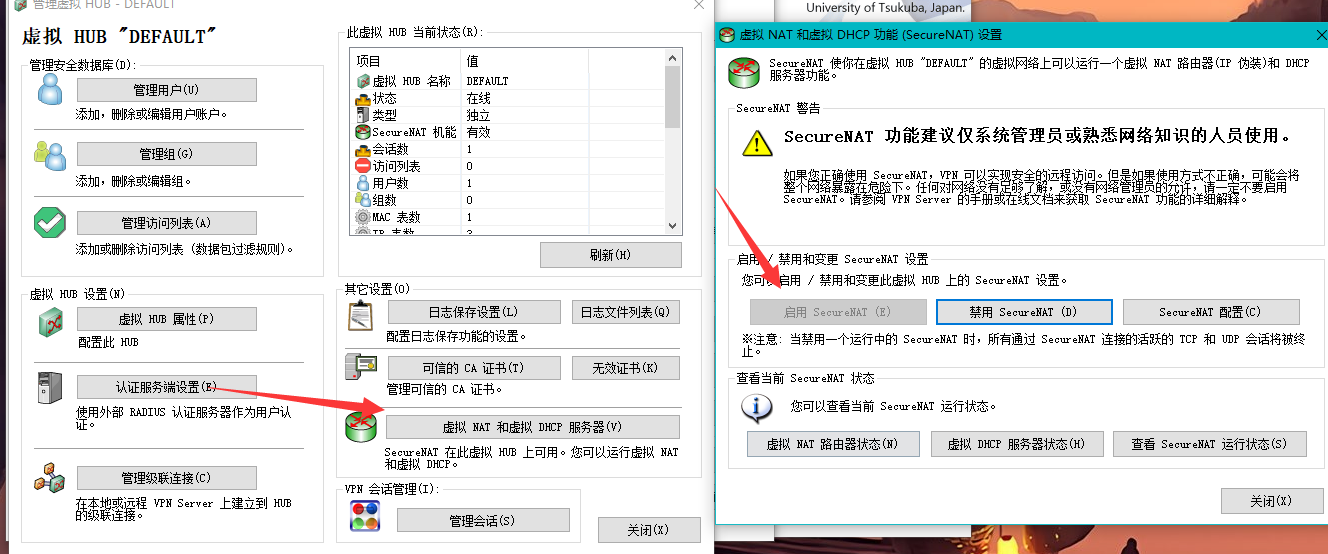 管理虚拟 HUB - DEFAULT
虚拟 HUB "DEFAULT"
管理安全数据库(D):
管理用户(U)
添加，删除或编辑用户账户。
管理组(G)
添加，删除或编辑组。
管理访问列表(A)
添加或删除访问列表 (数据包过滤规则)。
虚拟 HUB 设置(N)
虚拟 HUB 属性(P)
配置此 HUB
认证服务端设置(E)
使用外部 RADIUS 认证服务器作为用户认
证。
管理级联连接(C)
在本地或远程 VPN Server 上建立到 HUB
的级联连接。
此虚拟 HUB 当前状态(R):
项目 值
虚拟 HUB 名称 DEFAULT
状态 在线
类型 独立
SecureNAT 机能 有效
会话数 1
访问列表 0
用户数 1
组数 0
MAC 表数 1
IP 表数
刷新(H)
其它设置(O)
日志保存设置(L) 日志文件列表(Q)
配置日志保存功能的设置。
可信的 CA 证书(T) 无效证书(K)
管理可信的 CA 证书。
虚拟 NAT 和虚拟 DHCP 服务器(V)
SecureNAT 在此虚拟 HUB 上可用。您可以运行虚拟 NAT
和虚拟 DHCP。
VPN 会话管理(I):
管理会话(S)
关闭(X)
University of Tsukuba, Japan.
虚拟 NAT 和虚拟 DHCP 功能 (SecureNAT) 设置
SecureNAT 使你在虚拟 HUB "DEFAULT" 的虚拟网络上可以运行一个虚拟 NAT 路由器(IP 伪装)和 DHCP
服务器功能。
SecureNAT 警告
SecureNAT 功能建议仅系统管理员或熟悉网络知识的人员使用。
如果您正确使用 SecureNAT，VPN 可以实现安全的远程访问。但是如果使用方式不正确，可能会将
整个网络暴露在危险下。任何对网络没有足够了解，或没有网络管理员的允许，请一定不要启用
SecureNAT。请参阅 VPN Server 的手册或在线文档来获取 SecureNAT 功能的详细解释。
启用 / 禁用和变更 SecureNAT 设置
您可以启用 / 禁用和变更此虚拟 HUB 上的 SecureNAT 设置。
启用 SecureNAT (E) 禁用 SecureNAT (D) SecureNAT 配置(C)
※注意: 当禁用一个运行中的 SecureNAT 时，所有通过 SecureNAT 连接的活跃的 TCP 和 UDP 会话将被终
止。
查看当前 SecureNAT 状态
您可以查看当前 SecureNAT 运行状态。
虚拟 NAT 路由器状态(N) 虚拟 DHCP 服务器状态(H) 查看 SecureNAT 运行状态(S)
关闭(X)